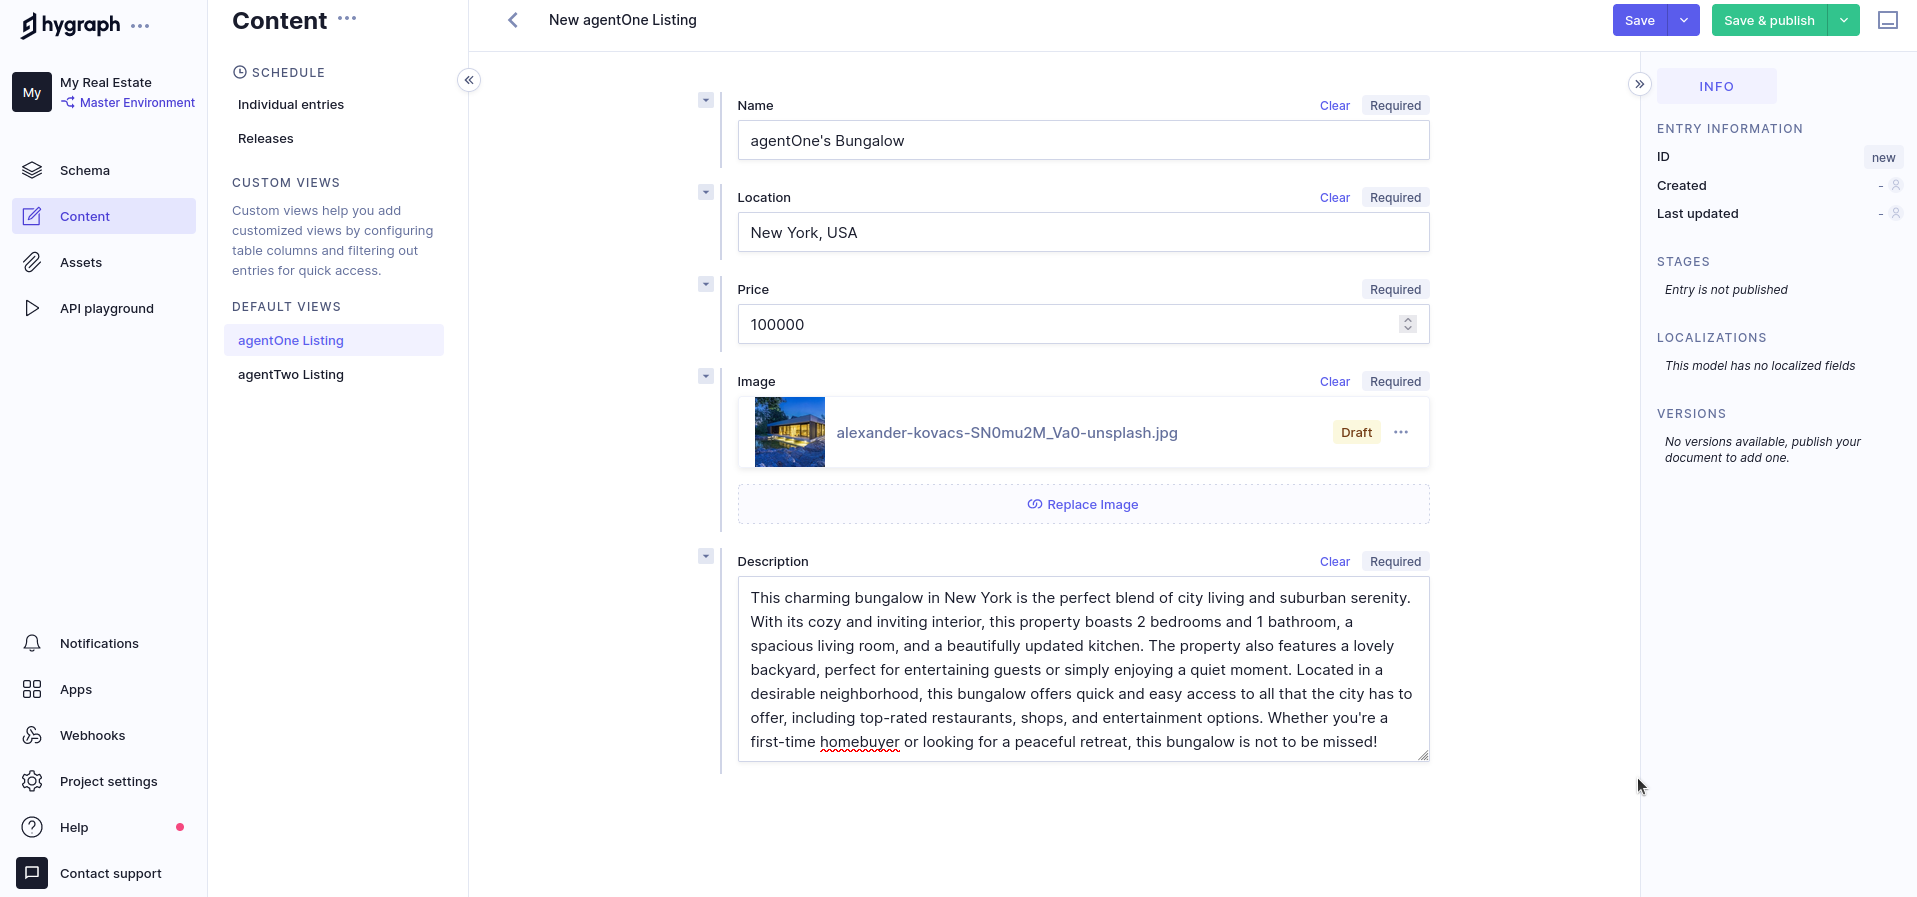 hygraph
My
My Real Estate
Master Environment
Schema
Content
Assets
API playground
Notifications
Apps
Webhooks
Project settings
Help
Contact support
Content
SCHEDULE
Individual entries
Releases
CUSTOM VIEWS
Custom views help you add
customized views by configuring
table columns and filtering out
entries for quick access.
DEFAULT VIEWS
agentOne Listing
agentTwo Listing
New agentOne Listing
Save
Save & publish
Name Clear Required
agentOne's Bungalow
Location Clear Required
New York, USA
Price Required
100000
Image Clear Required
alexander-kovacs-SN0mu2M_Va0-unsplash.jpg Draft
Replace Image
Description Clear Required
This charming bungalow in New York is the perfect blend of city living and suburban serenity.
With its cozy and inviting interior, this property boasts 2 bedrooms and 1 bathroom, a
spacious living room, and a beautifully updated kitchen. The property also features a lovely
backyard, perfect for entertaining guests or simply enjoying a quiet moment. Located in a
desirable neighborhood, this bungalow offers quick and easy access to all that the city has to
offer, including top-rated restaurants, shops, and entertainment options. Whether you're a
first-time homebuyer or looking for a peaceful retreat, this bungalow is not to be missed!
INFO
ENTRY INFORMATION
ID new
Created -
Last updated -
STAGES
Entry is not published
LOCALIZATIONS
This model has no localized fields
VERSIONS
No versions available, publish your
document to add one.